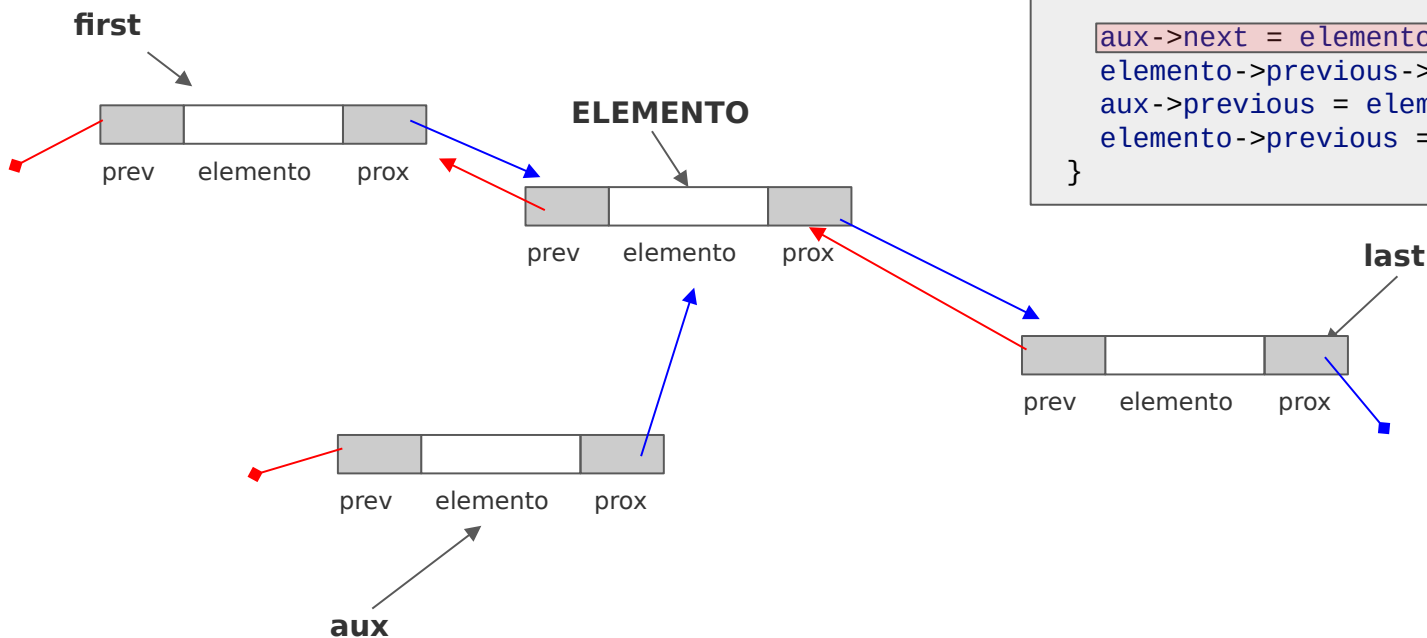 first
aux->next = elemento
elemento->previous->
aux->previous = elem
elemento->previous =
}
ELEMENTO
prev elemento prox
prev elemento prox
last
prev elemento prox
prev elemento prox
aux